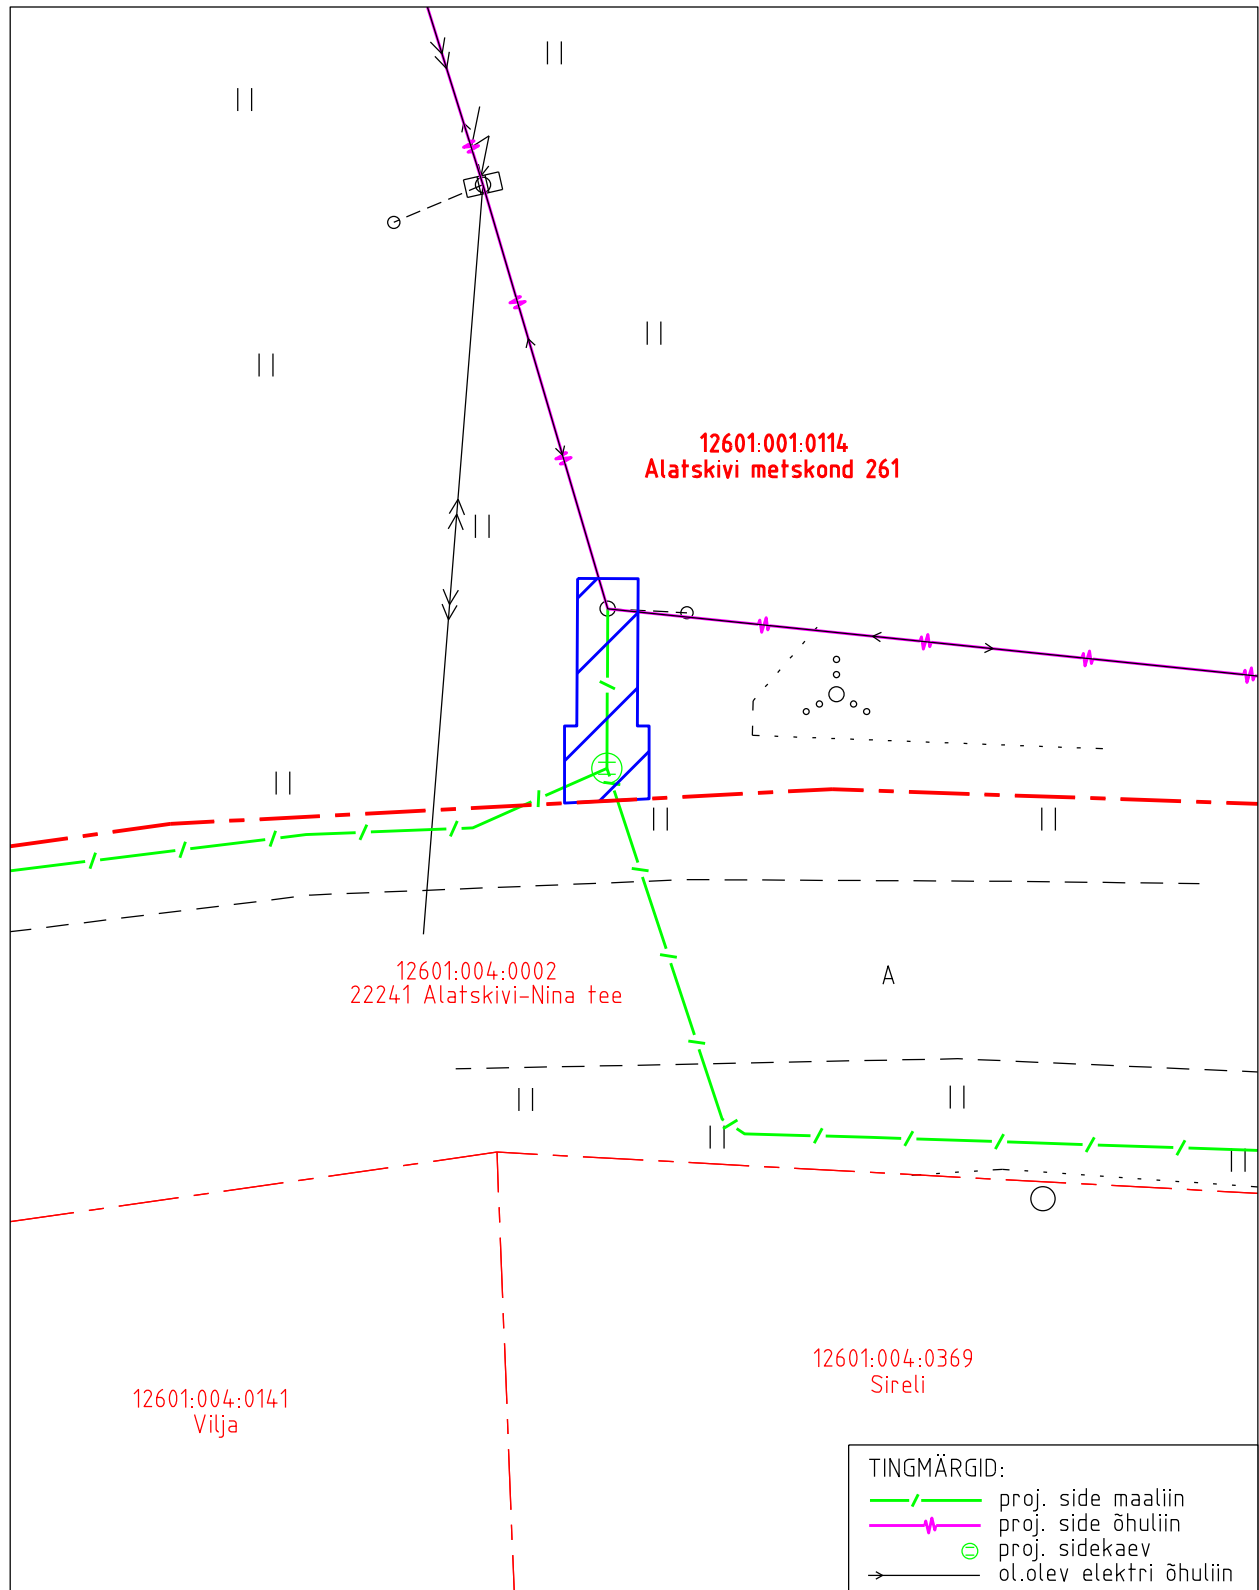 12601:001:0114
Alatskivi metskond 261
12601:004:0002
22241 Alatskivi-Nina tee
A
12601:004:0369
Sireli
12601:004:0141
Vilja
TINGMÄRGID:
proj. side maaliin
proj. side õhuliin
proj. sidekaev
ol.olev elektri õhuliin